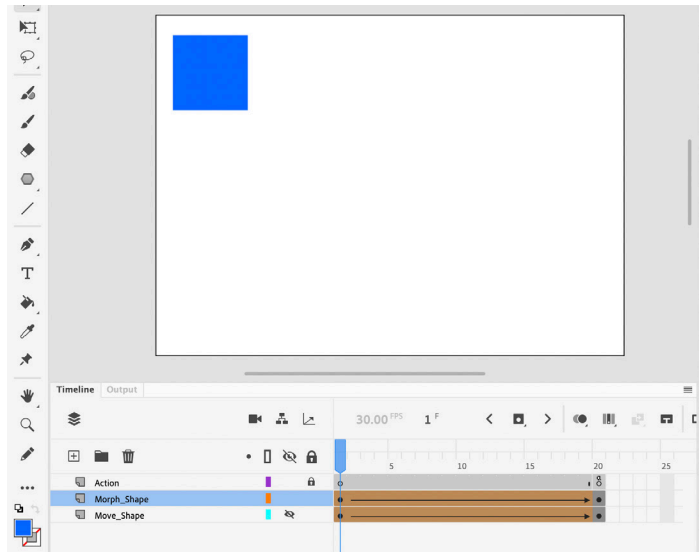 T
Timeline Output
30.00 FPS 1 F
5 10 15 20 25
Action
a
Morph_Shape
Move_Shape